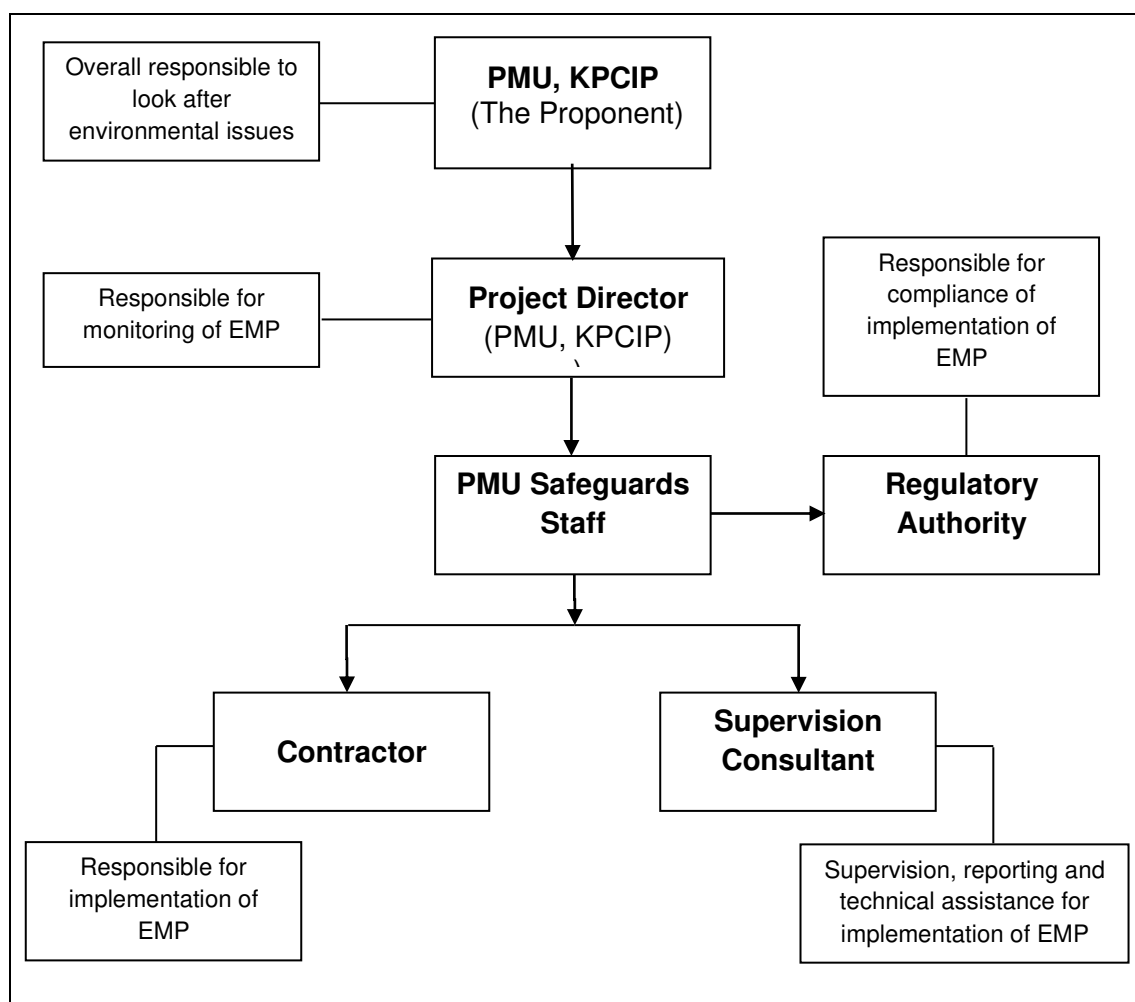 Overall responsible to
look after
environmental issues
PMU, KPCIP
(The Proponent)
Responsible for
monitoring of EMP
Project Director
(PMU, KPCIP)
Responsible for
compliance of
implementation of
EMP
PMU Safeguards
Staff
Regulatory
Authority
Contractor
Supervision
Consultant
Responsible for
implementation of
EMP
Supervision, reporting and
technical assistance for
implementation of EMP